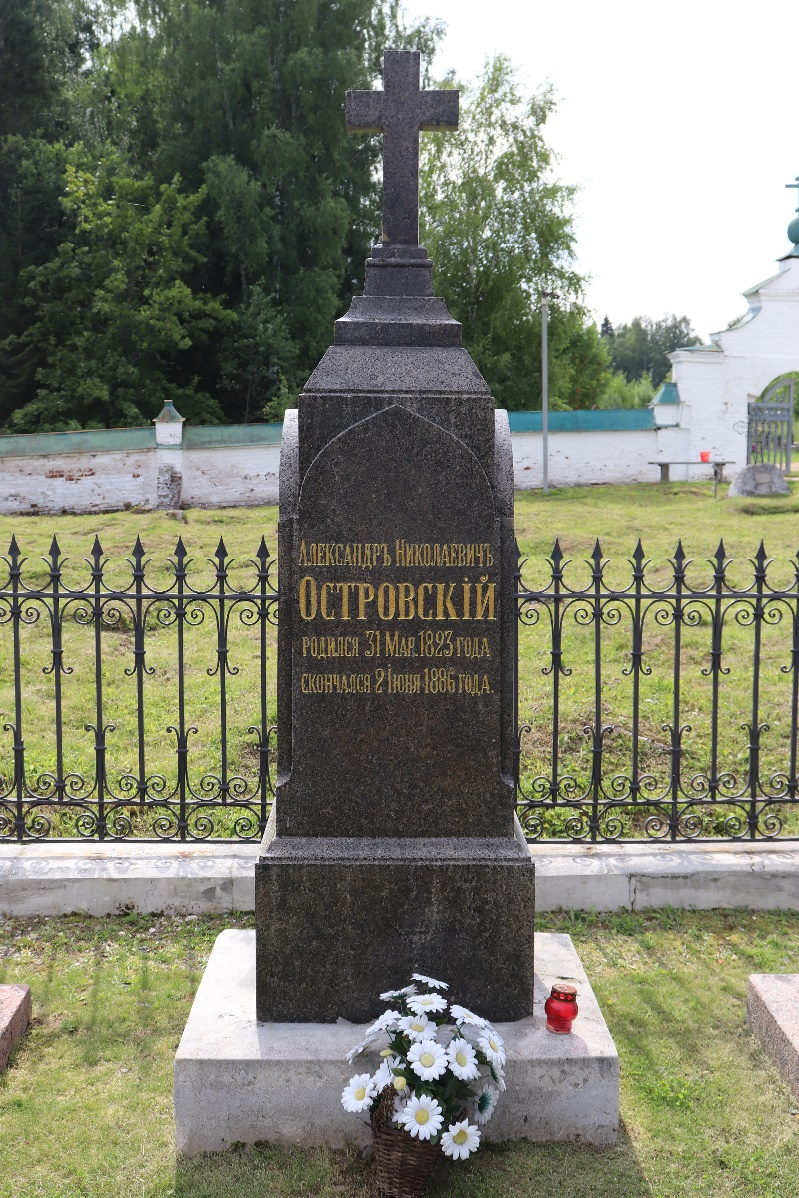 Александръ Николаевичъ
ОСТРОВСКІЙ
родился 31 Мар. 1823 года
скончался 2 Іюня 1886 года.